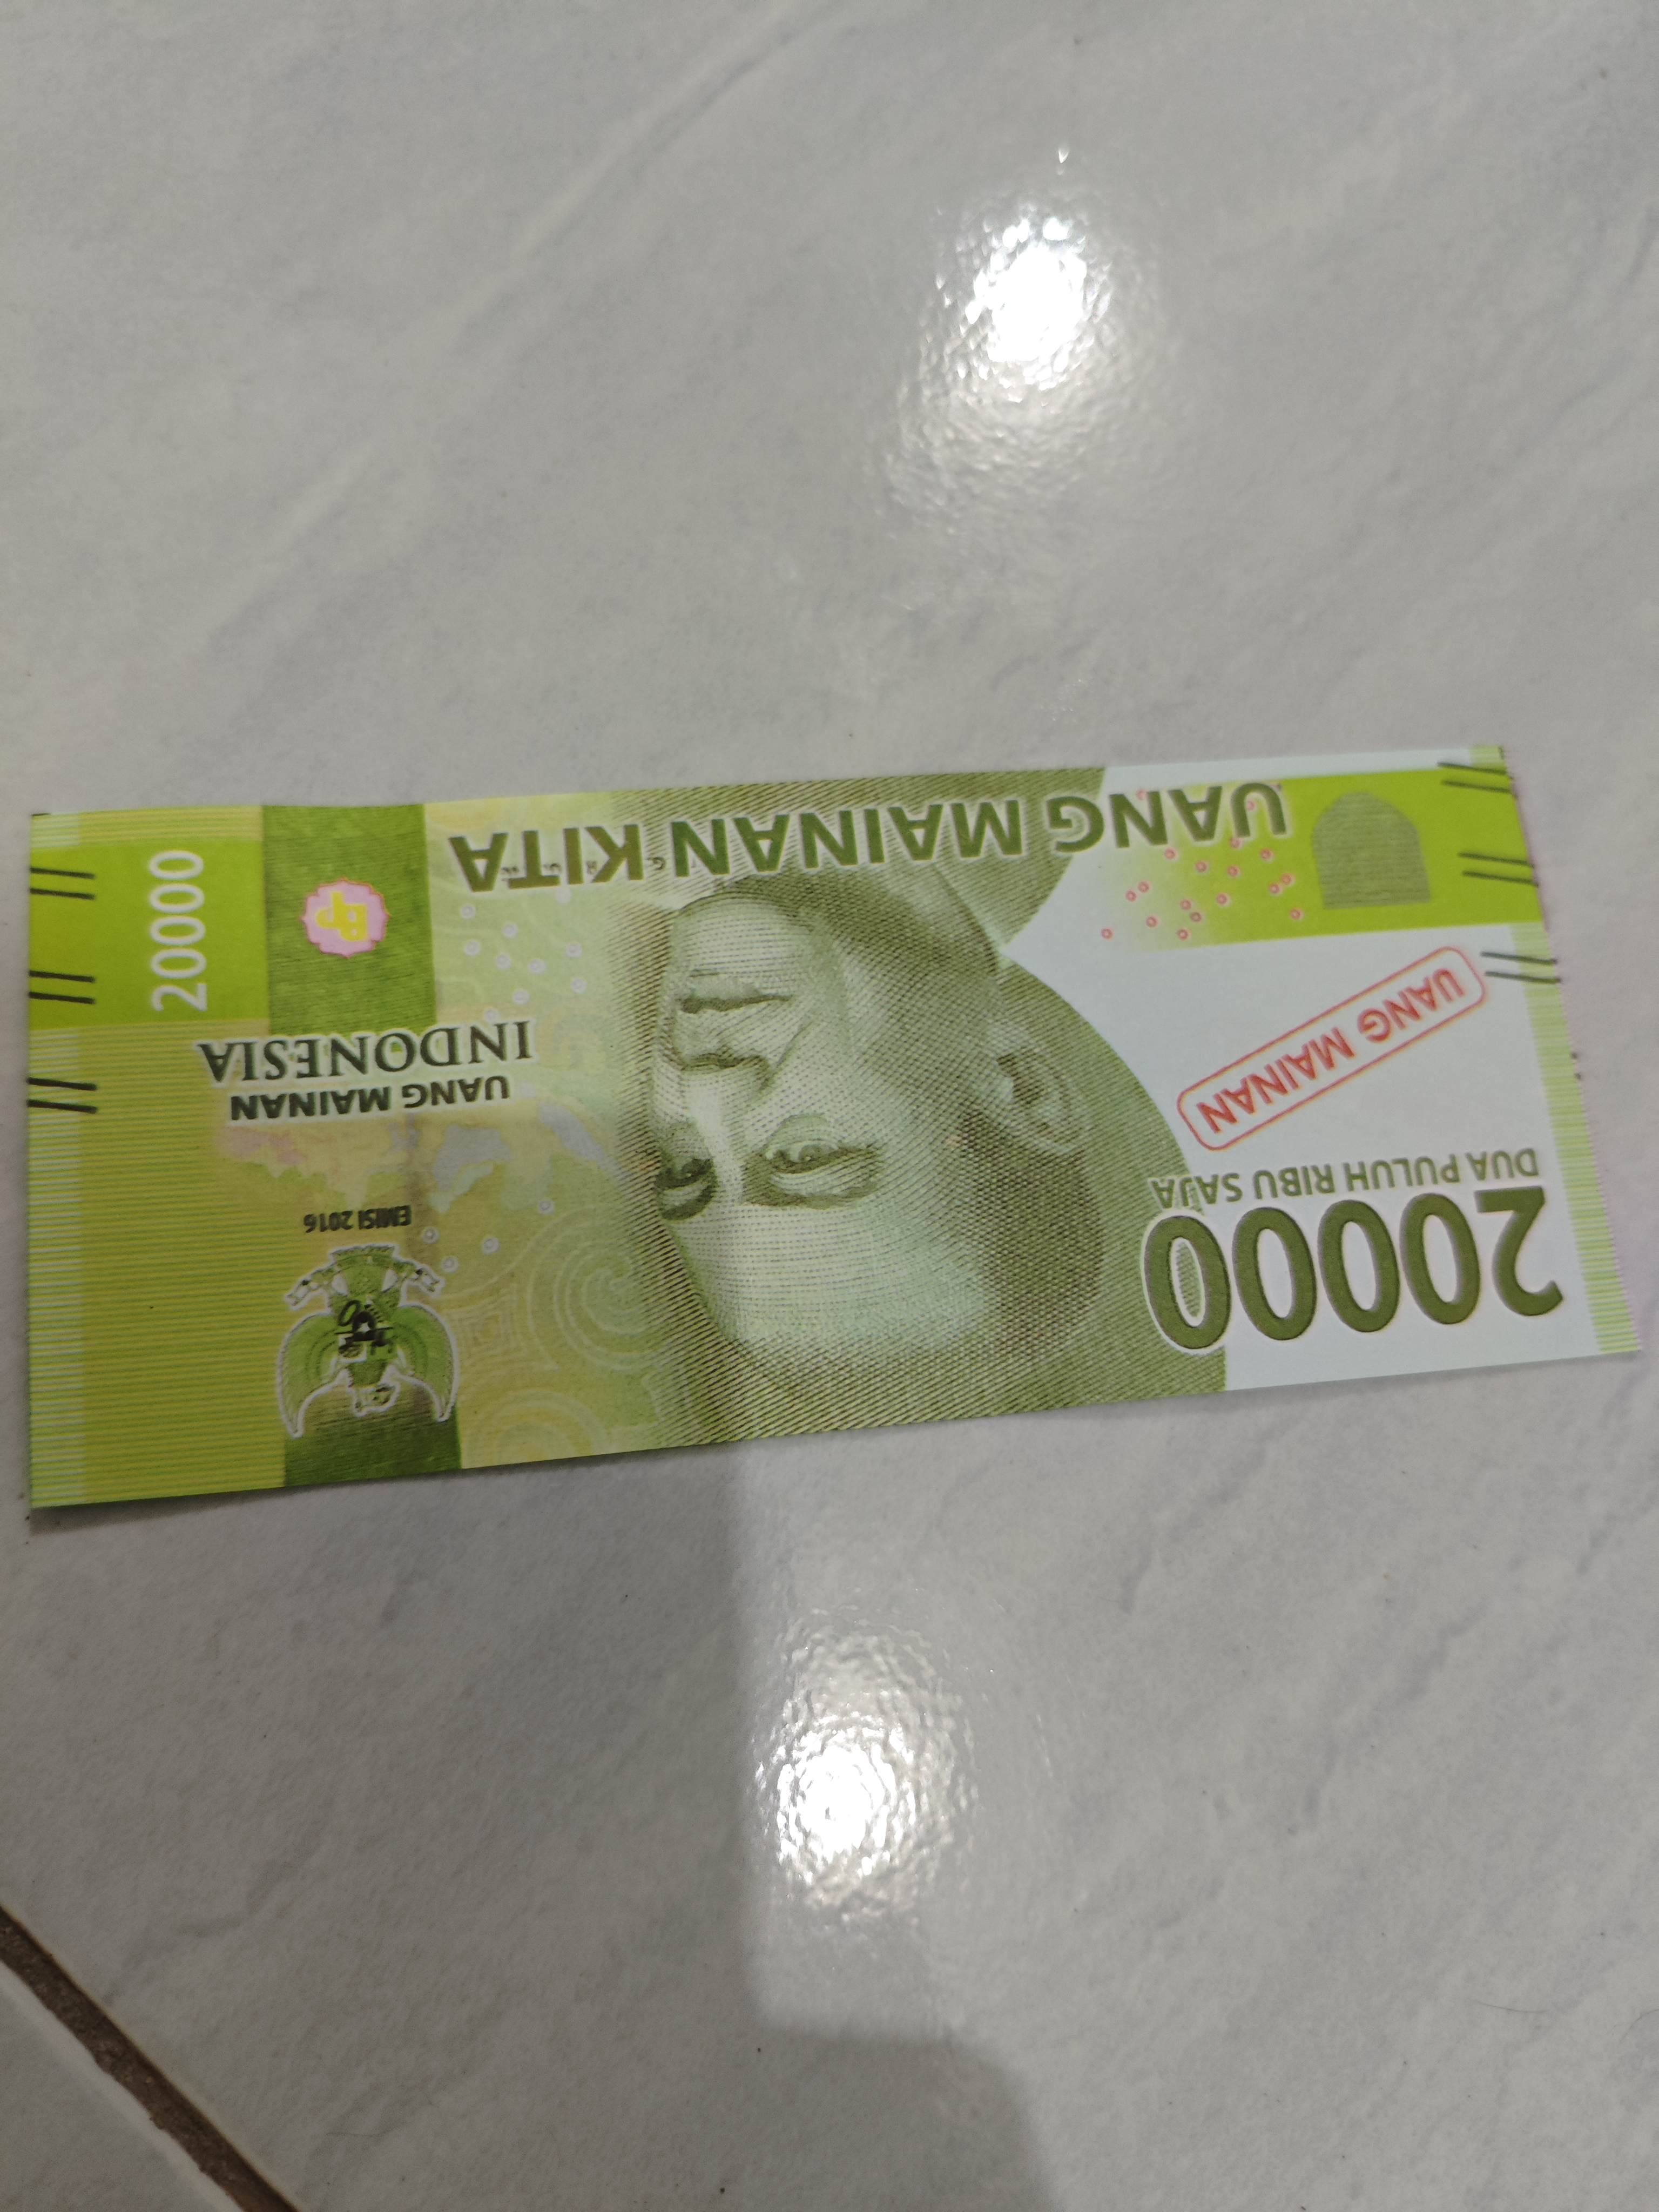 20000
DUA PULUH RIBU SAJA
UANG MAINAN
UANG MAINAN KITA
EMISI 2016
UANG MAINAN
INDONESIA
20000